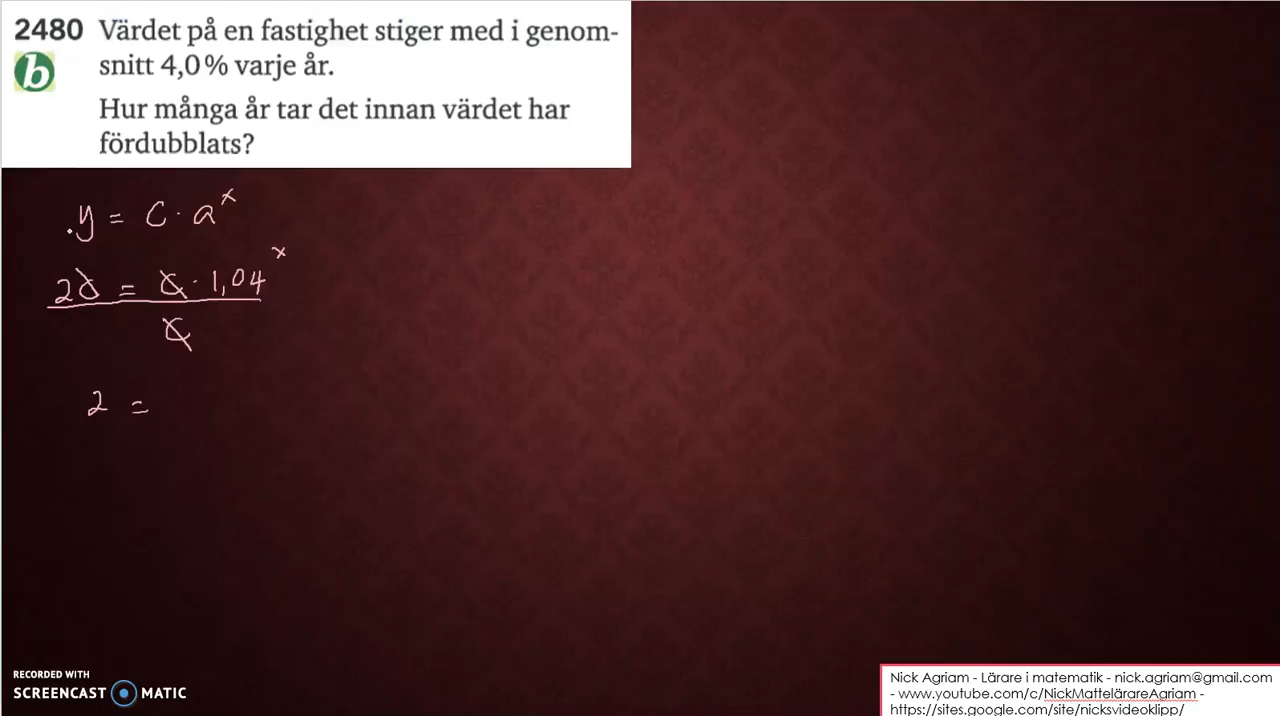 2480 Värdet på en fastighet stiger med i genom-
b snitt 4,0 % varje år.
Hur många år tar det innan värdet har
fördubblats?
y = C · a^x
2C = C · 1,04^x
C
2 =
RECORDED WITH
SCREENCAST MATIC
Nick Agriam - Lärare i matematik - nick.agriam@gmail.com
- www.youtube.com/c/NickMattelärareAgriam -
https://sites.google.com/site/nicksvideoklipp/